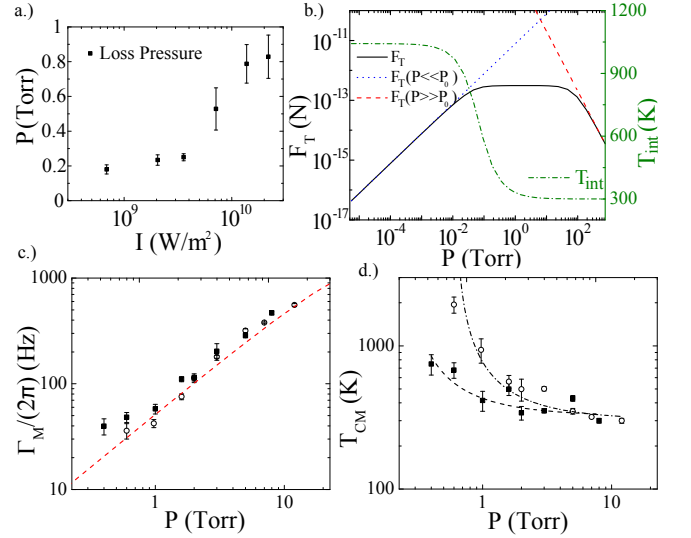 a.)
P(Torr)
1
0.8
0.6
0.4
0.2
0
Loss Pressure
10^9
10^10
I (W/m^2)
b.)
F_T (N)
10^-11
10^-13
10^-15
10^-17
F_T
F_T(P<<P_0)
F_T(P>>P_0)
T_int
1200
900
600
300
T_int (K)
10^-4
10^-2
10^0
10^2
P (Torr)
c.)
Γ_M/(2π) (Hz)
1000
100
10
1
10
P (Torr)
d.)
T_CM (K)
1000
100
1
10
P (Torr)